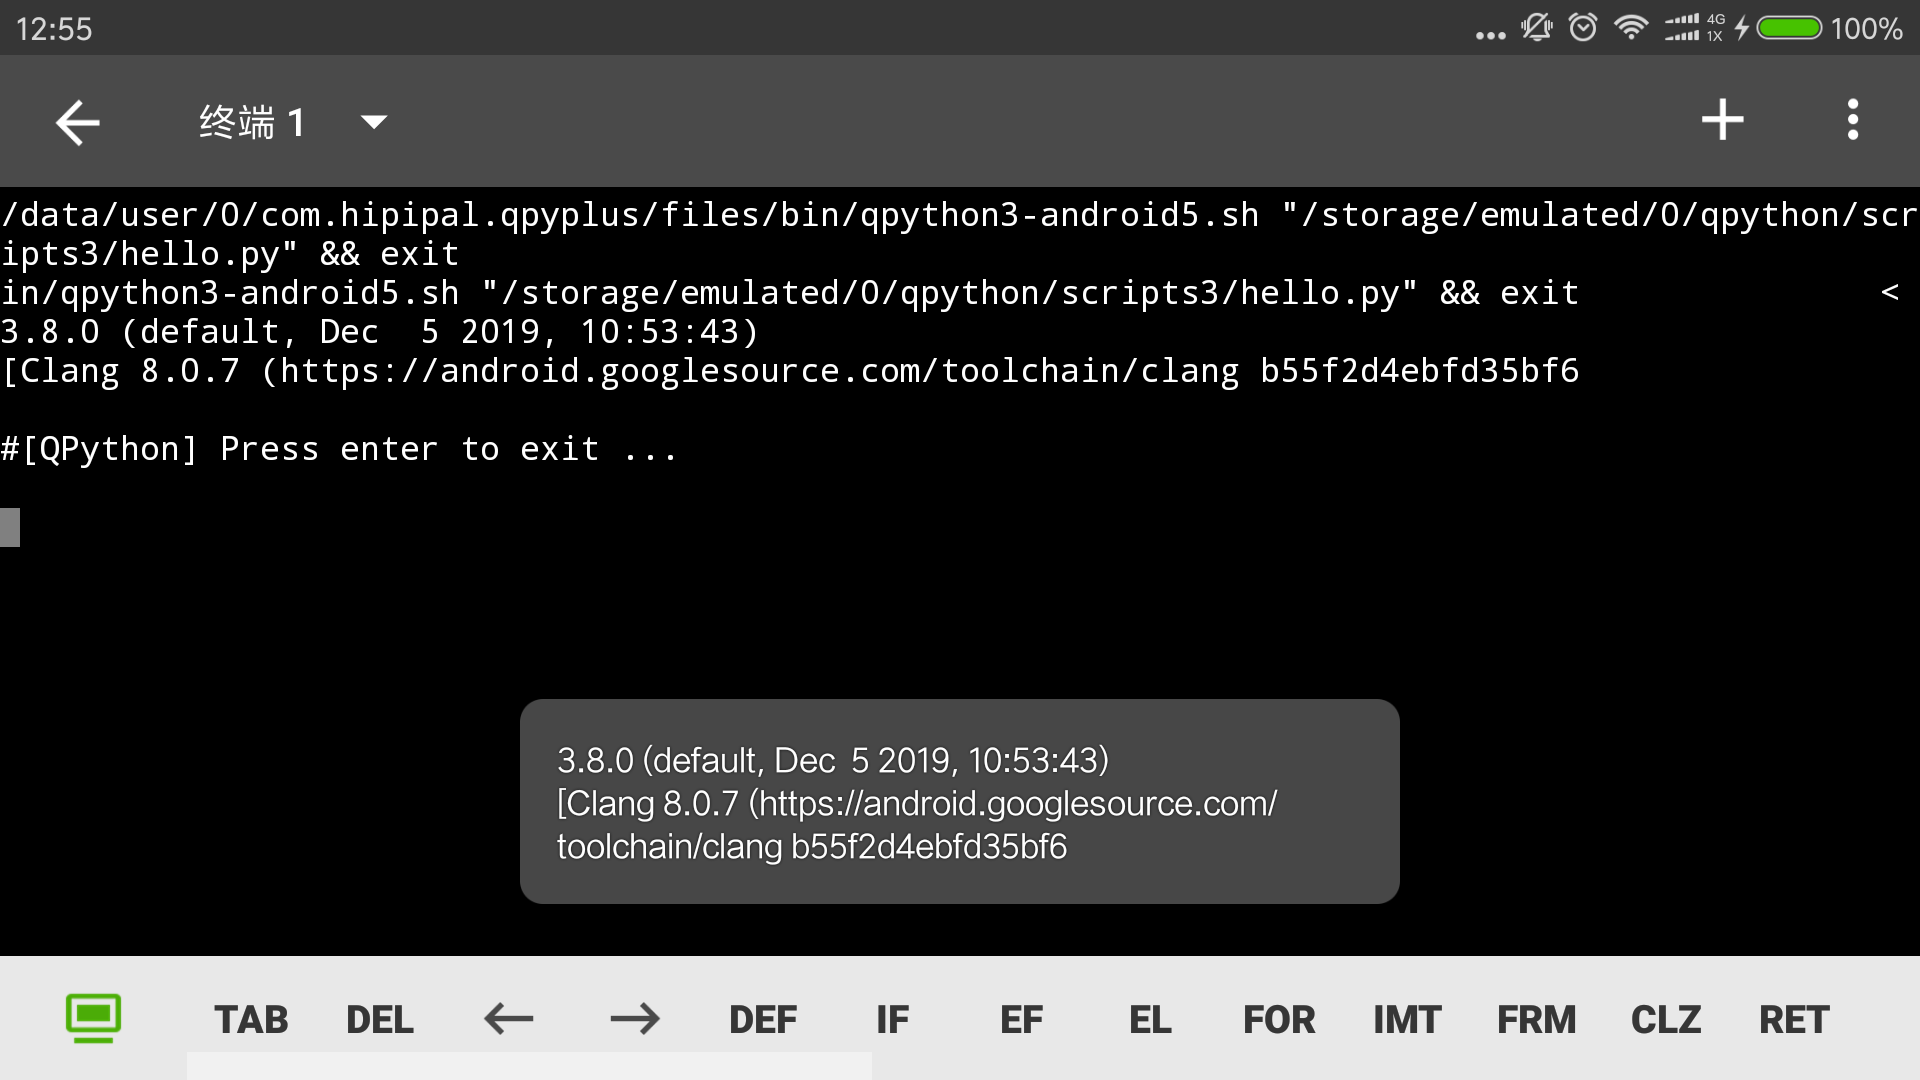 12:55
4G
1X
100%
终端 1
/data/user/0/com.hipipal.qpyplus/files/bin/qpython3-android5.sh "/storage/emulated/0/qpython/scr
ipts3/hello.py" && exit
in/qpython3-android5.sh "/storage/emulated/0/qpython/scripts3/hello.py" && exit <
3.8.0 (default, Dec  5 2019, 10:53:43)
[Clang 8.0.7 (https://android.googlesource.com/toolchain/clang b55f2d4ebfd35bf6
#[QPython] Press enter to exit ...
3.8.0 (default, Dec  5 2019, 10:53:43)
[Clang 8.0.7 (https://android.googlesource.com/
toolchain/clang b55f2d4ebfd35bf6
TAB DEL ← → DEF IF EF EL FOR IMT FRM CLZ RET